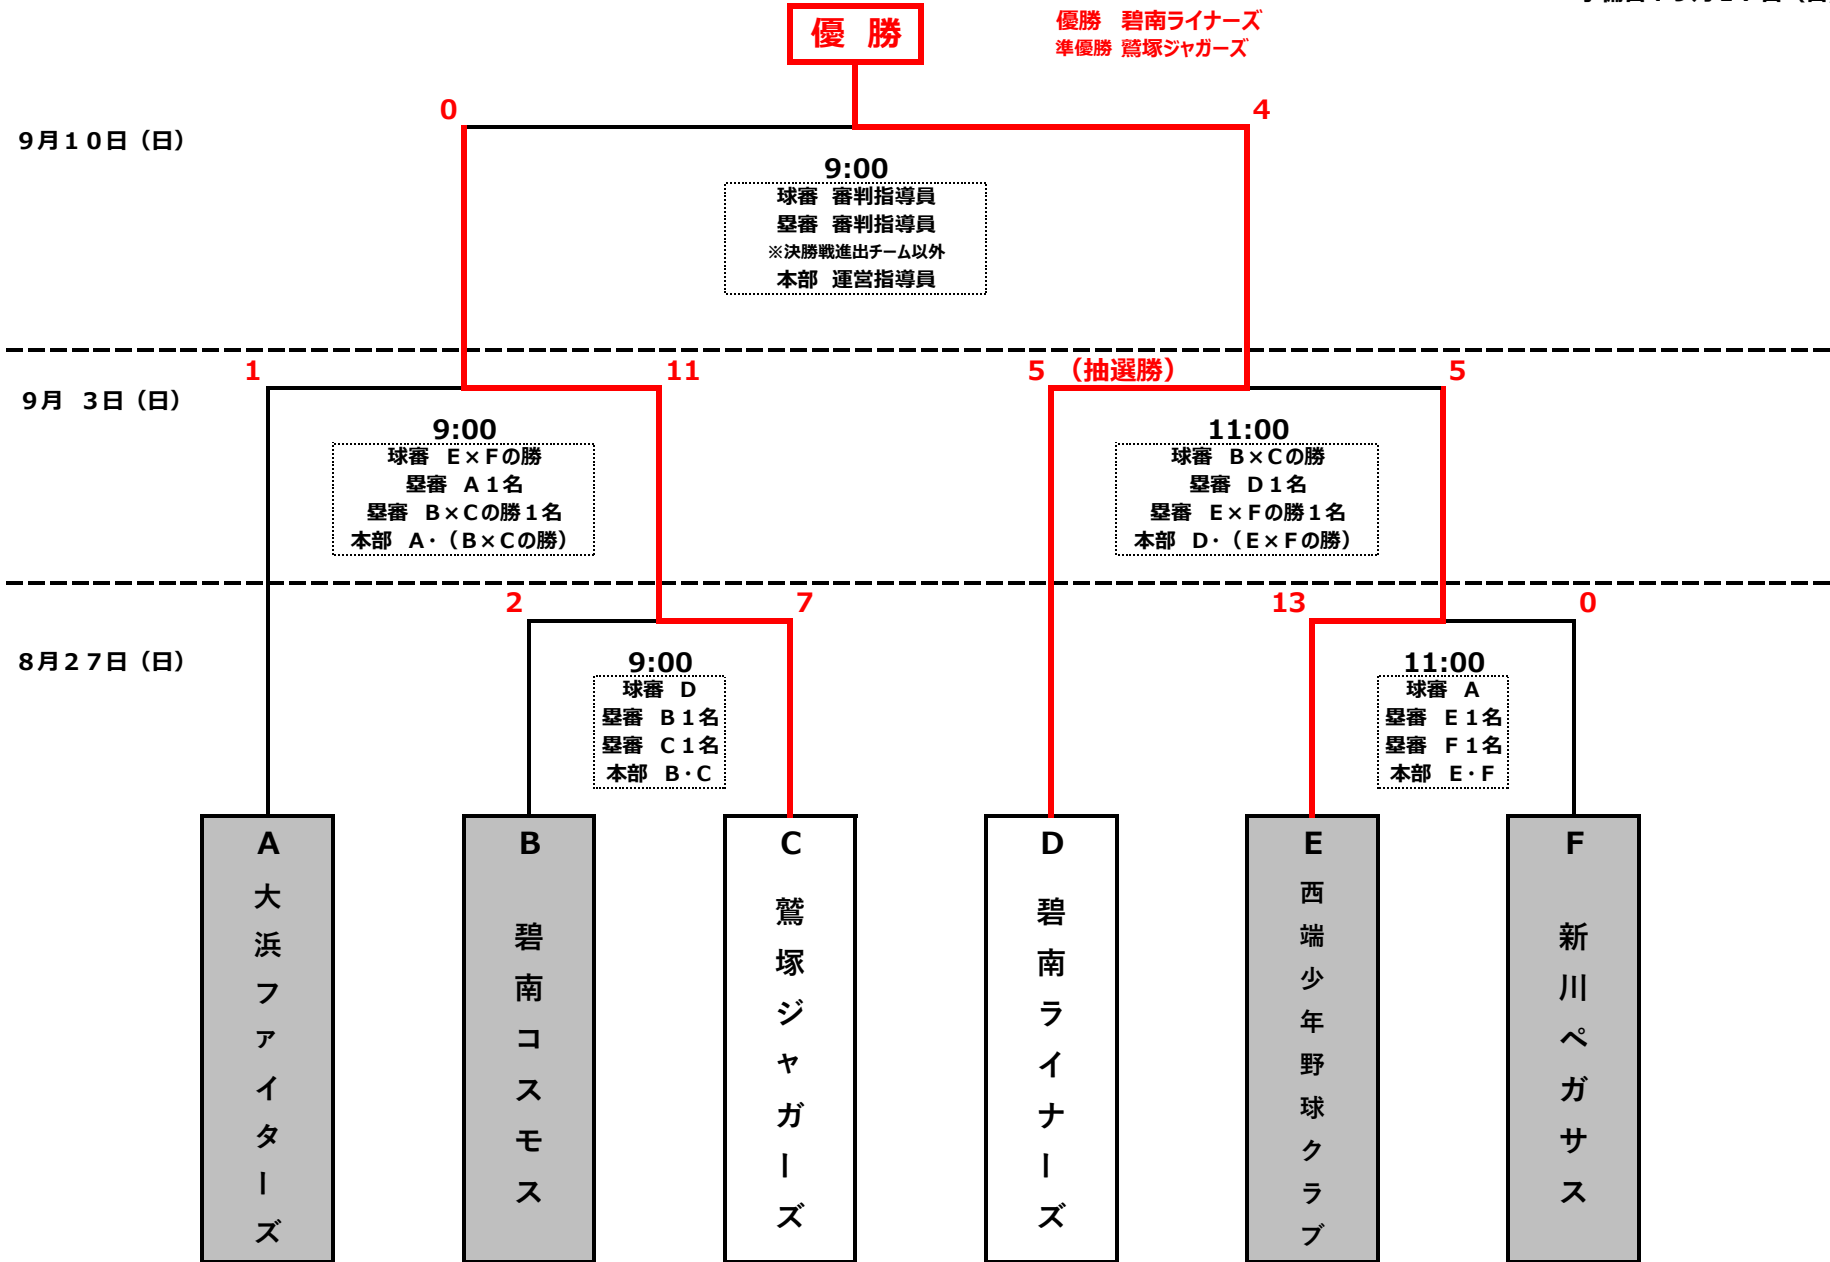 優 勝
優勝 碧南ライナーズ
準優勝 鷲塚ジャガーズ
0
4
9月10日（日）
9:00
球審 審判指導員
塁審 審判指導員
※決勝戦進出チーム以外
本部 運営指導員
1
11
5 （抽選勝）
5
9月 3日（日）
9:00
球審 E×Fの勝
塁審 A1名
塁審 B×Cの勝1名
本部 A・（B×Cの勝）
11:00
球審 B×Cの勝
塁審 D1名
塁審 E×Fの勝1名
本部 D・（E×Fの勝）
2
7
13
0
8月27日（日）
9:00
球審 D
塁審 B1名
塁審 C1名
本部 B・C
11:00
球審 A
塁審 E1名
塁審 F1名
本部 E・F
A
大浜ファイターズ
B
碧南コスモス
C
鷲塚ジャガーズ
D
碧南ライナーズ
E
西端少年野球クラブ
F
新川ペガサス